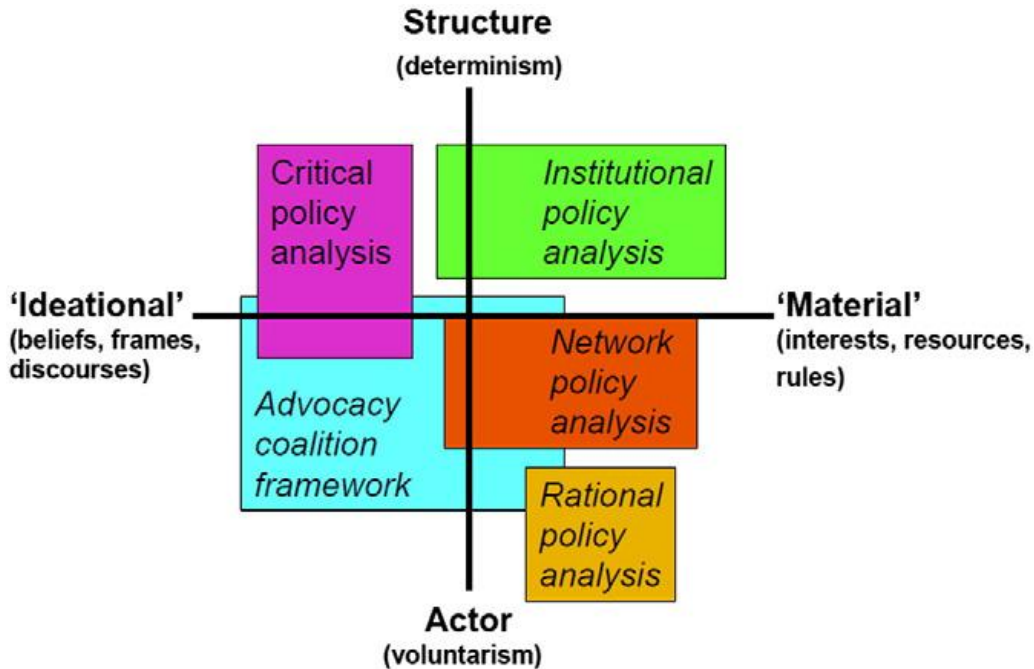 Structure
(determinism)
Critical
policy
analysis
Institutional
policy
analysis
‘Ideational’
(beliefs, frames,
discourses)
‘Material’
(interests, resources,
rules)
Network
policy
analysis
Advocacy
coalition
framework
Rational
policy
analysis
Actor
(voluntarism)